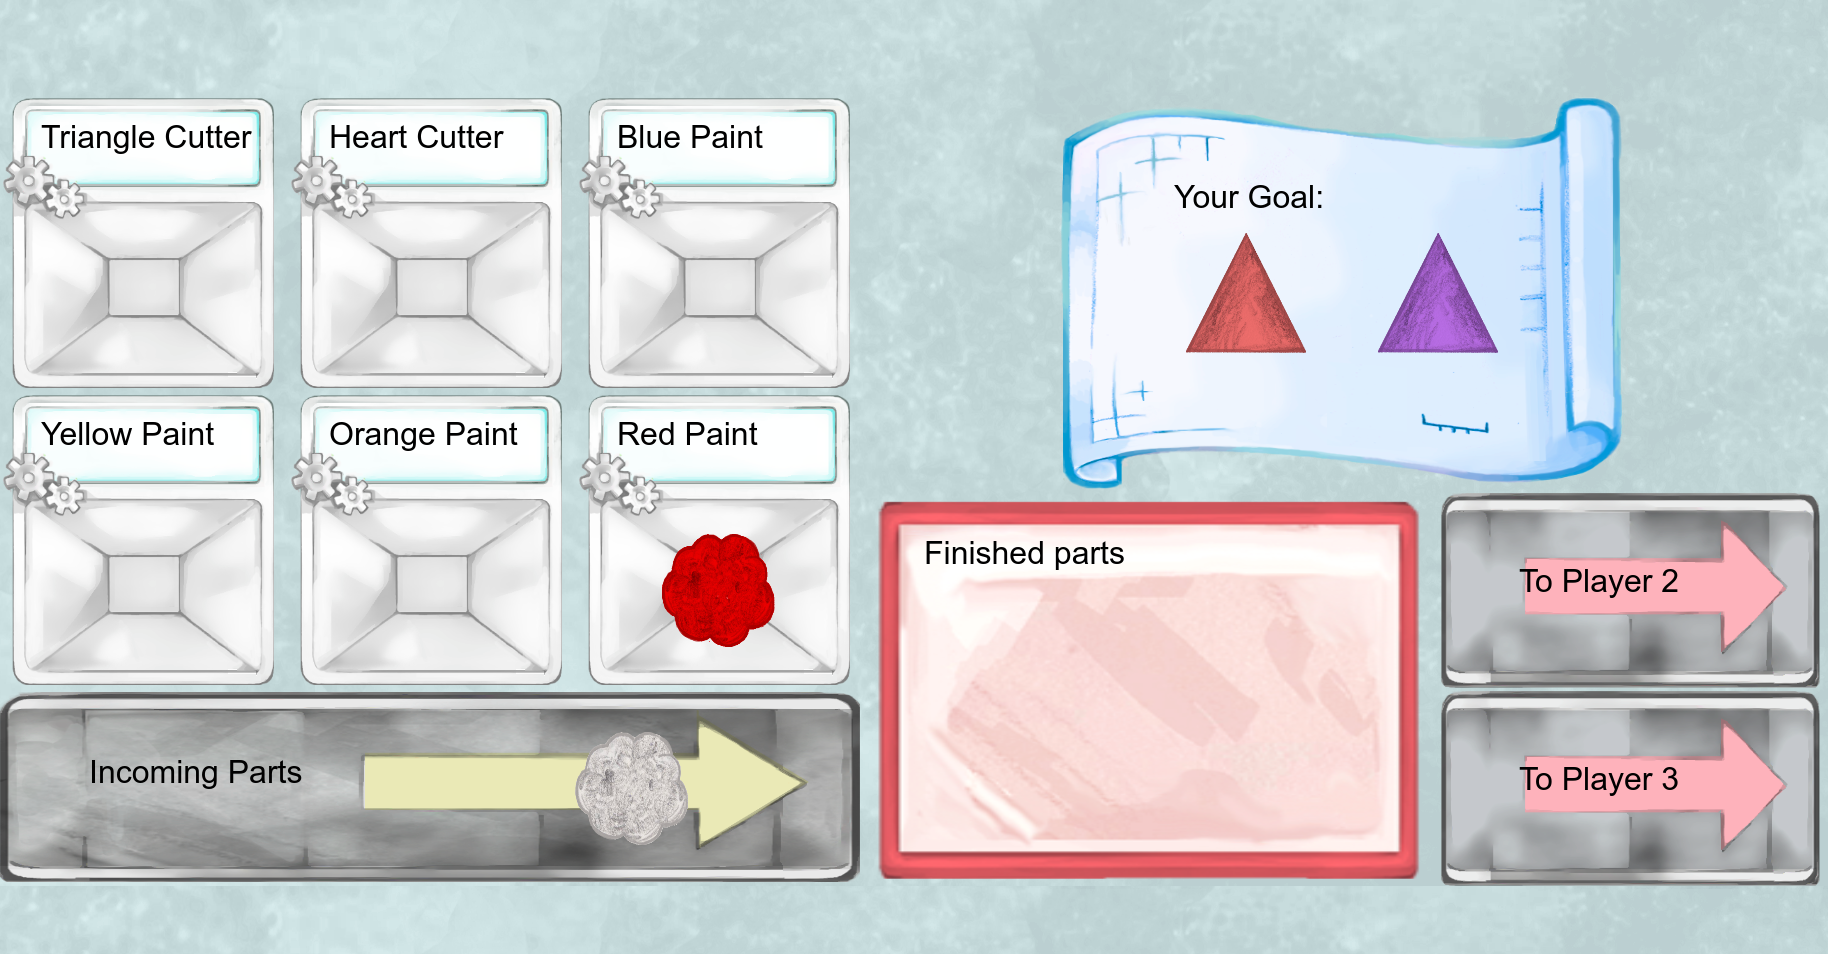 Triangle Cutter
Heart Cutter
Blue Paint
Your Goal:
Yellow Paint
Orange Paint
Red Paint
Finished parts
To Player 2
Incoming Parts
To Player 3